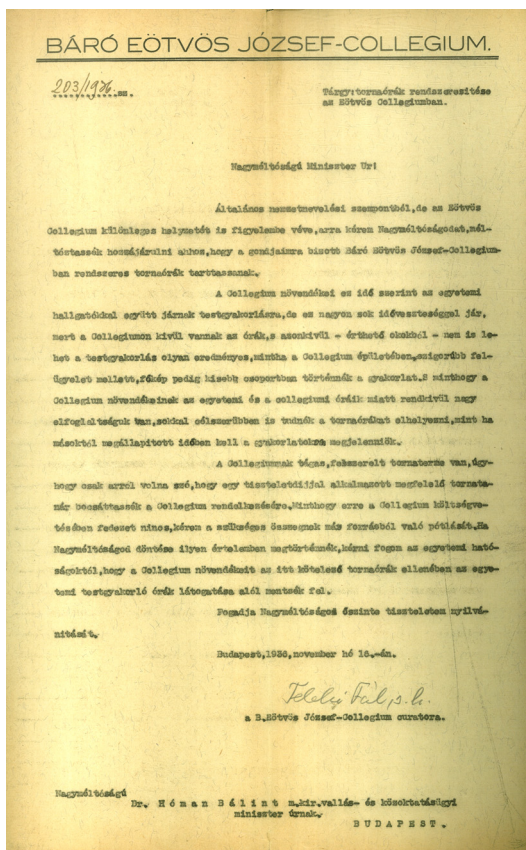 BÁRÓ EÖTVÖS JÓZSEF-COLLEGIUM.
203/1936. sz.
Tárgy:tornaórák rendszeresitése
az Eötvös Collegiumban.
Nagyméltóságú Miniszter Ur!
Általános nemzetnevelési szempontból,de az Eötvös
Collegium különleges helyzetét is figyelembe véve,arra kérem Nagyméltóságodat,mél-
tóztassék hozzájárulni ahhoz,hogy a gondjaimra bizott Báró Eötvös József-Collegium-
ban rendszeres tornaórák tarttassanak.
A Collegium növendékei ez idő szerint az egyetemi
hallgatókkal együtt járnak testgyakorlásra,de ez nagyon sok időveszteséggel jár,
mert a Collegiumon kivül vannak az órák,s azonkivül - érthető okokból - nem is le-
het a testgyakorlás olyan eredményes,mintha a Collegium épületében,szigorúbb fel-
ügyelet mellett,főkép pedig kisebb csoportban történnék a gyakorlat.S minthogy a
Collegium növendékeinek az egyetemi és a collegiumi óráik miatt rendkivül nagy
elfoglaltságuk van,sokkal célszerűbben is tudnák a tornaórákat elhelyezni,mint ha
másoktól megállapitott időben kell a gyakorlatokra megjelenniök.
A Collegiumnak tágas,felszerelt tornaterme van,úgy-
hogy csak arról volna szó,hogy egy tiszteletdijjal alkalmazott megfelelő tornata-
nár bocsáttassék a Collegium rendelkezésére.Minthogy erre a Collegium költségve-
tésében fedezet nincs,kérem a szükséges összegnek más forrásból való pótlását.Ha
Nagyméltóságod döntése ilyen értelemben megtörténnék,kérni fogom az egyetemi ható-
ságoktól,hogy a Collegium növendékeit az itt kötelező tornaórák ellenében az egye-
temi testgyakorló órák látogatása alól mentsék fel.
Fogadja Nagyméltóságod őszinte tiszteletem nyilvá-
nitását.
Budapest,1936,november hó 16.-án.
Teleki Pál s.k.
a B.Eötvös József-Collegium curatora.
Nagyméltóságú
Dr. Hóman Bálint m.kir.vallás- és közoktatásügyi
miniszter úrnak.
BUDAPEST.